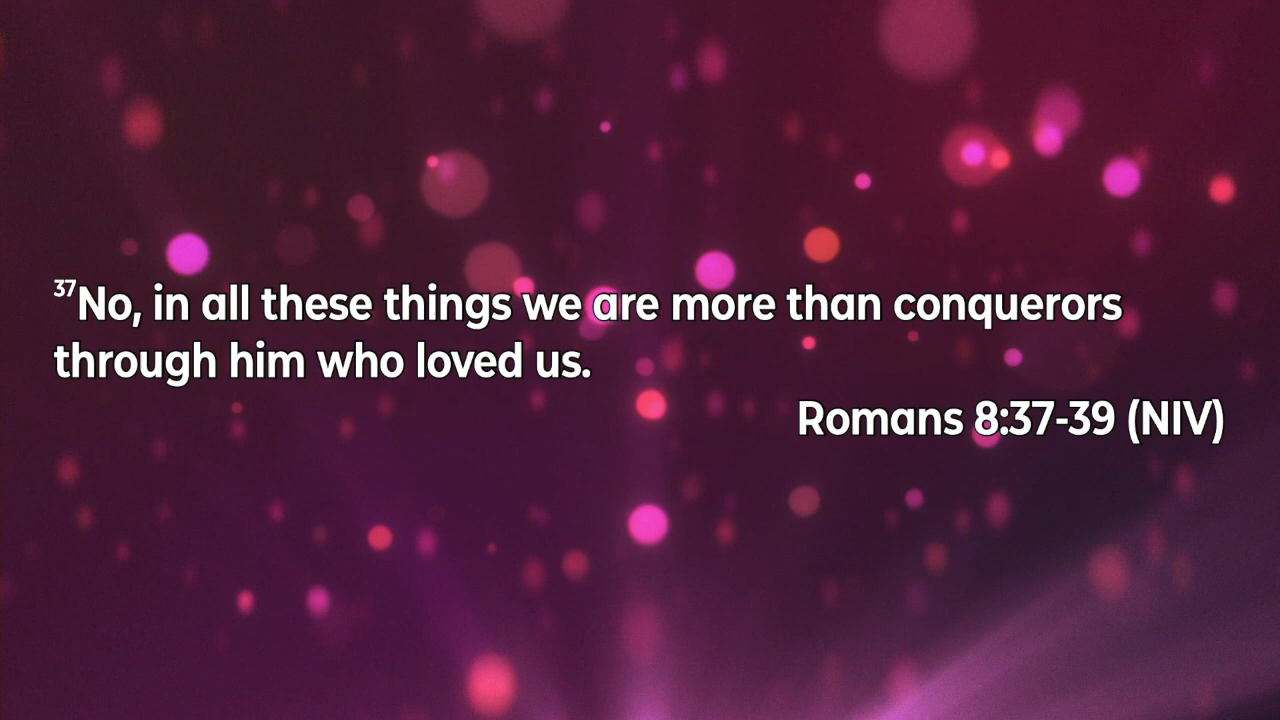 37No, in all these things we are more than conquerors
through him who loved us.
Romans 8:37-39 (NIV)